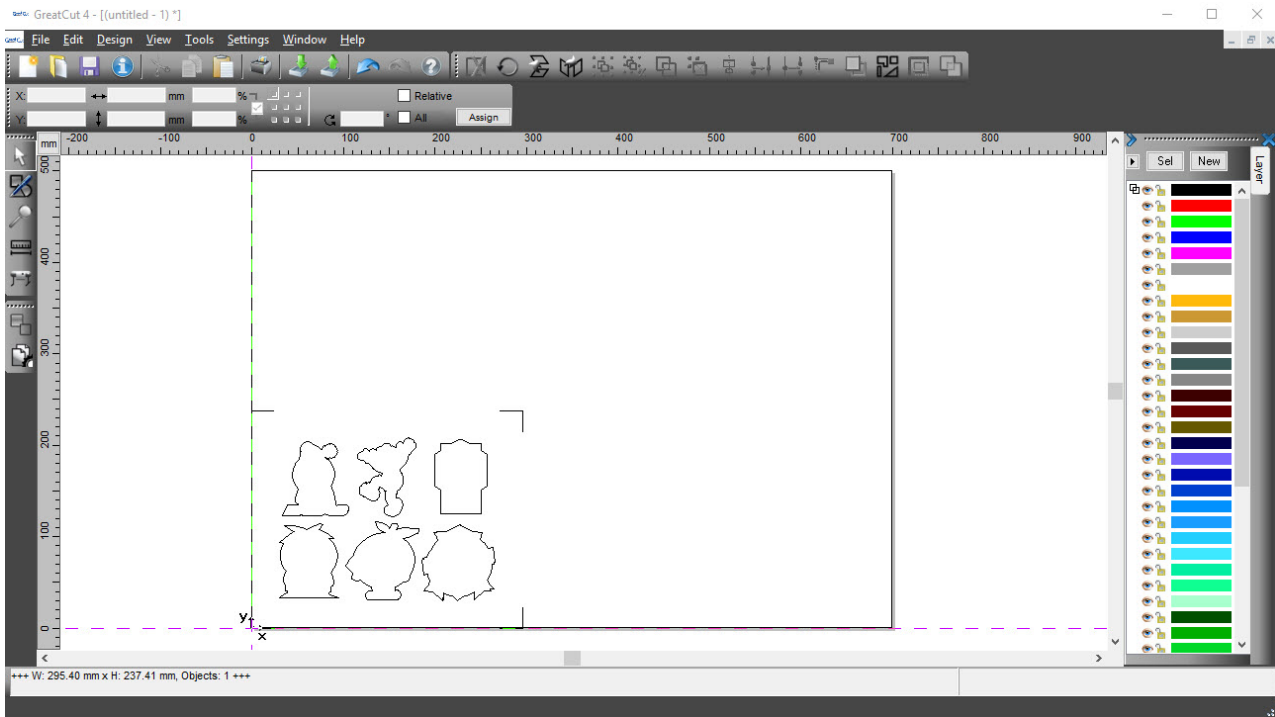 GreatCut 4 - [(untitled - 1) *]
File Edit Design View Tools Settings Window Help
X: mm % Relative
Y: mm % ° All Assign
mm -200 -100 0 100 200 300 400 500 600 700 800 900
Sel New
Layer
500
400
300
200
100
0
Y
X
+++ W: 295.40 mm x H: 237.41 mm, Objects: 1 +++